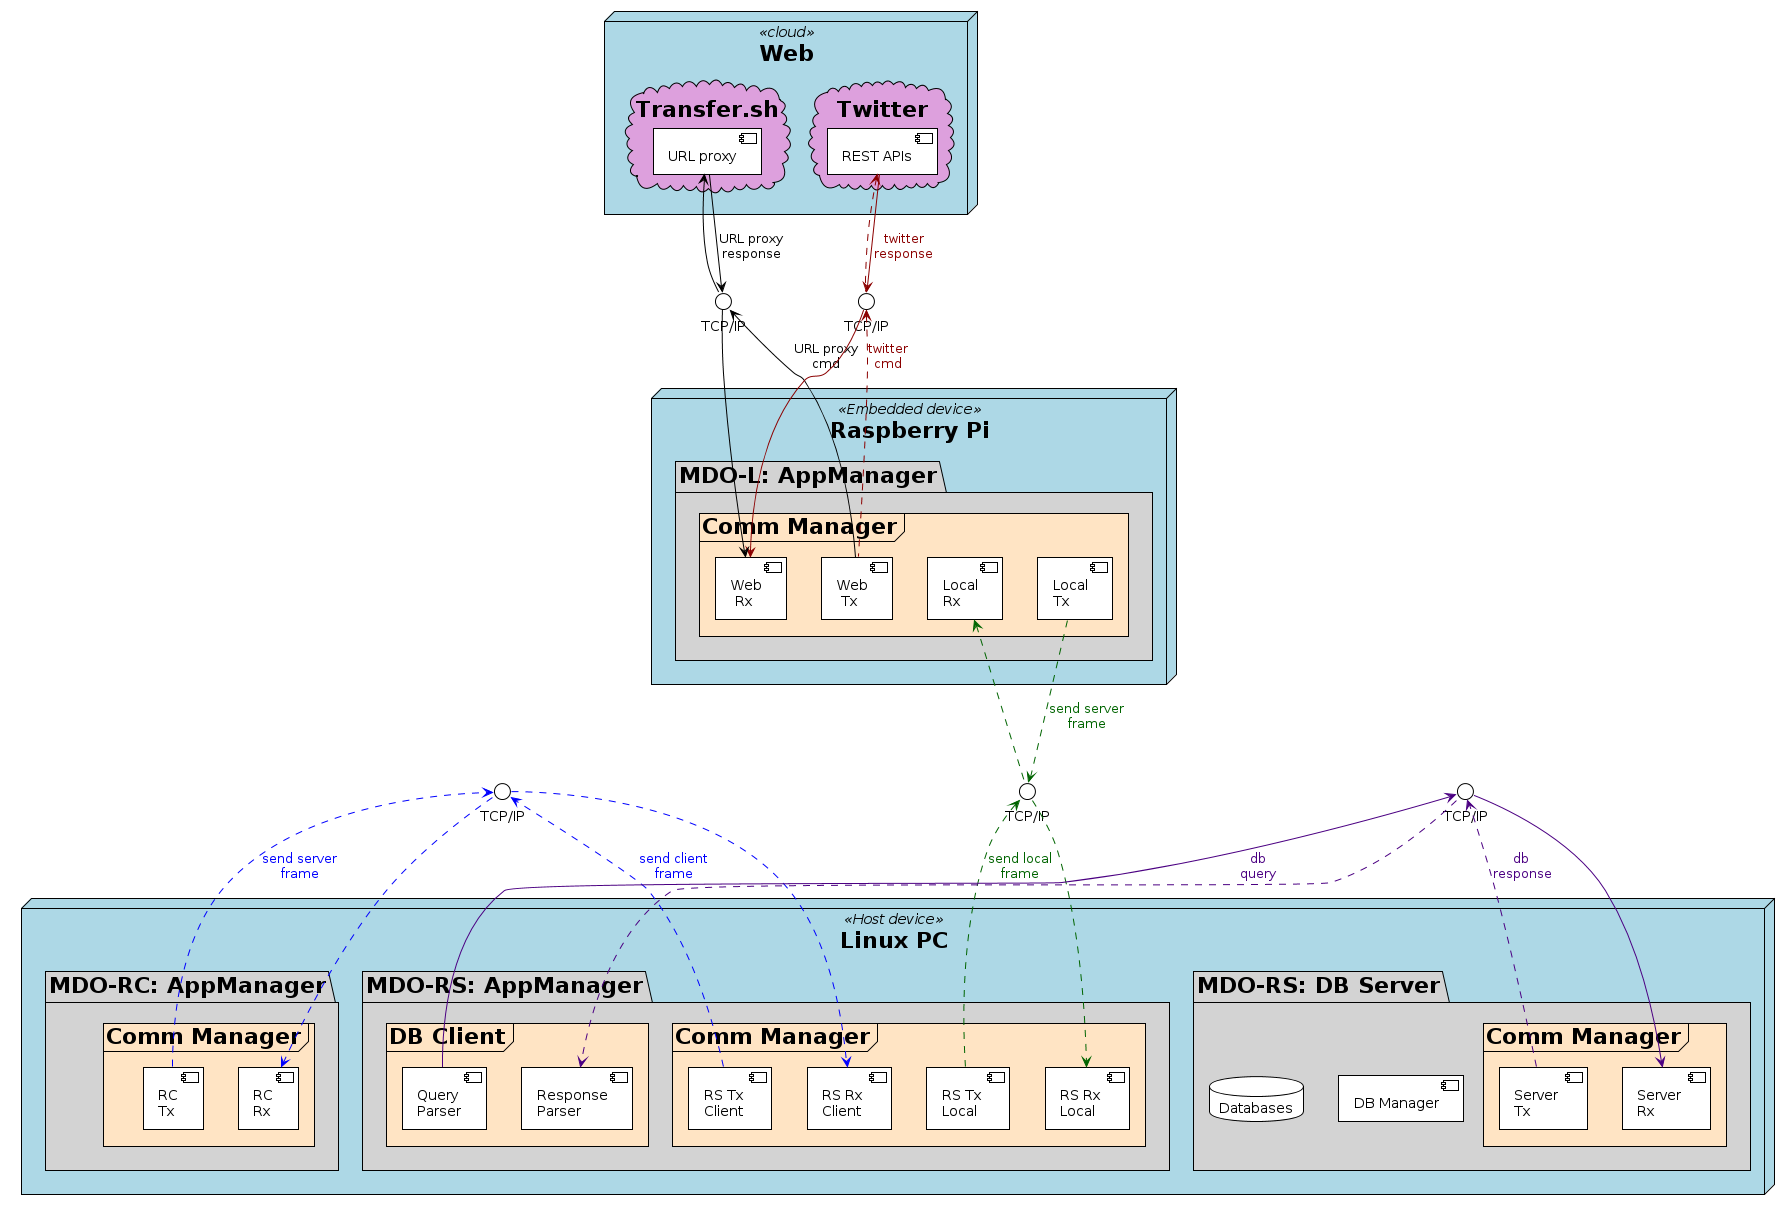 «cloud»
Web
Transfer.sh
URL proxy
Twitter
REST APIs
URL proxy
response
twitter
response
TCP/IP
TCP/IP
URL proxy
cmd
twitter
cmd
«Embedded device»
Raspberry Pi
MDO-L: AppManager
Comm Manager
Web
Rx
Web
Tx
Local
Rx
Local
Tx
send server
frame
TCP/IP
TCP/IP
TCP/IP
send server
frame
send client
frame
send local
frame
db
query
db
response
«Host device»
Linux PC
MDO-RC: AppManager
Comm Manager
RC
Tx
RC
Rx
MDO-RS: AppManager
DB Client
Query
Parser
Response
Parser
Comm Manager
RS Tx
Client
RS Rx
Client
RS Tx
Local
RS Rx
Local
MDO-RS: DB Server
Databases
DB Manager
Comm Manager
Server
Tx
Server
Rx